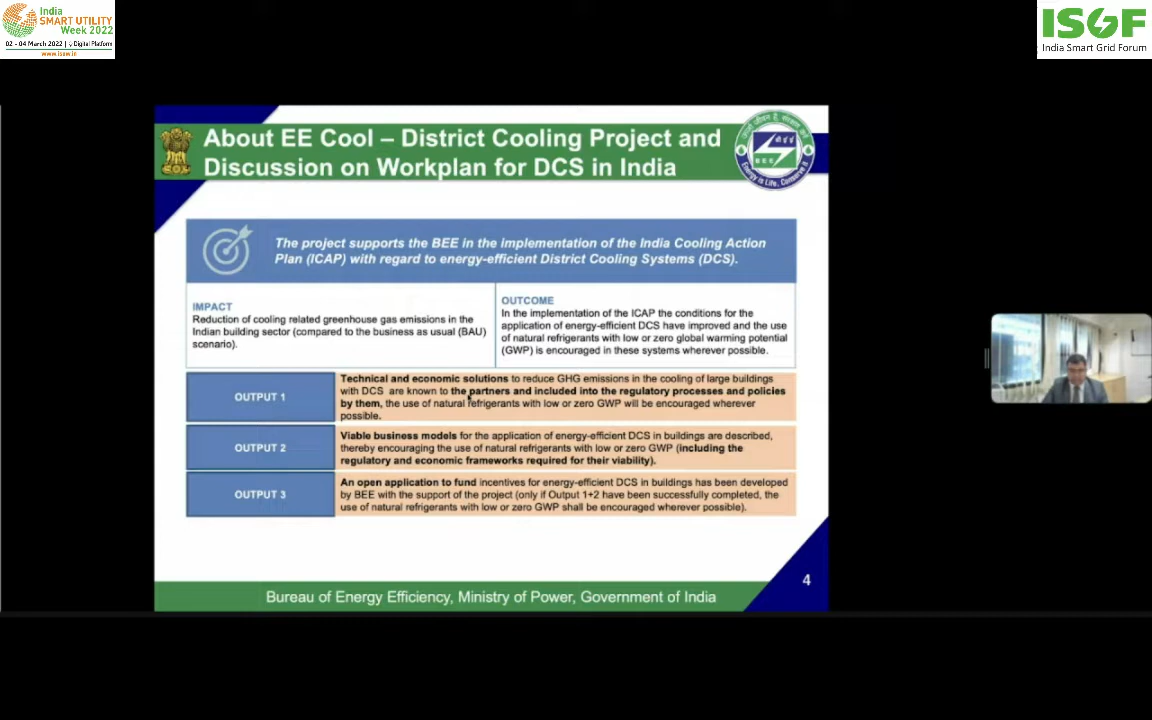 India
SMART UTILITY
Week 2022
02 - 04 March 2022 | Digital Platform
www.isuw.in
ISGF
India Smart Grid Forum
About EE Cool – District Cooling Project and
Discussion on Workplan for DCS in India
BEE
Energy is Life, Conserve it
The project supports the BEE in the implementation of the India Cooling Action
Plan (ICAP) with regard to energy-efficient District Cooling Systems (DCS).
IMPACT
Reduction of cooling related greenhouse gas emissions in the
Indian building sector (compared to the business as usual (BAU)
scenario).
OUTCOME
In the implementation of the ICAP the conditions for the
application of energy-efficient DCS have improved and the use
of natural refrigerants with low or zero global warming potential
(GWP) is encouraged in these systems wherever possible.
OUTPUT 1
Technical and economic solutions to reduce GHG emissions in the cooling of large buildings
with DCS are known to the partners and included into the regulatory processes and policies
by them, the use of natural refrigerants with low or zero GWP will be encouraged wherever
possible.
OUTPUT 2
Viable business models for the application of energy-efficient DCS in buildings are described,
thereby encouraging the use of natural refrigerants with low or zero GWP (including the
regulatory and economic frameworks required for their viability).
OUTPUT 3
An open application to fund incentives for energy-efficient DCS in buildings has been developed
by BEE with the support of the project (only if Output 1+2 have been successfully completed, the
use of natural refrigerants with low or zero GWP shall be encouraged wherever possible).
4
Bureau of Energy Efficiency, Ministry of Power, Government of India